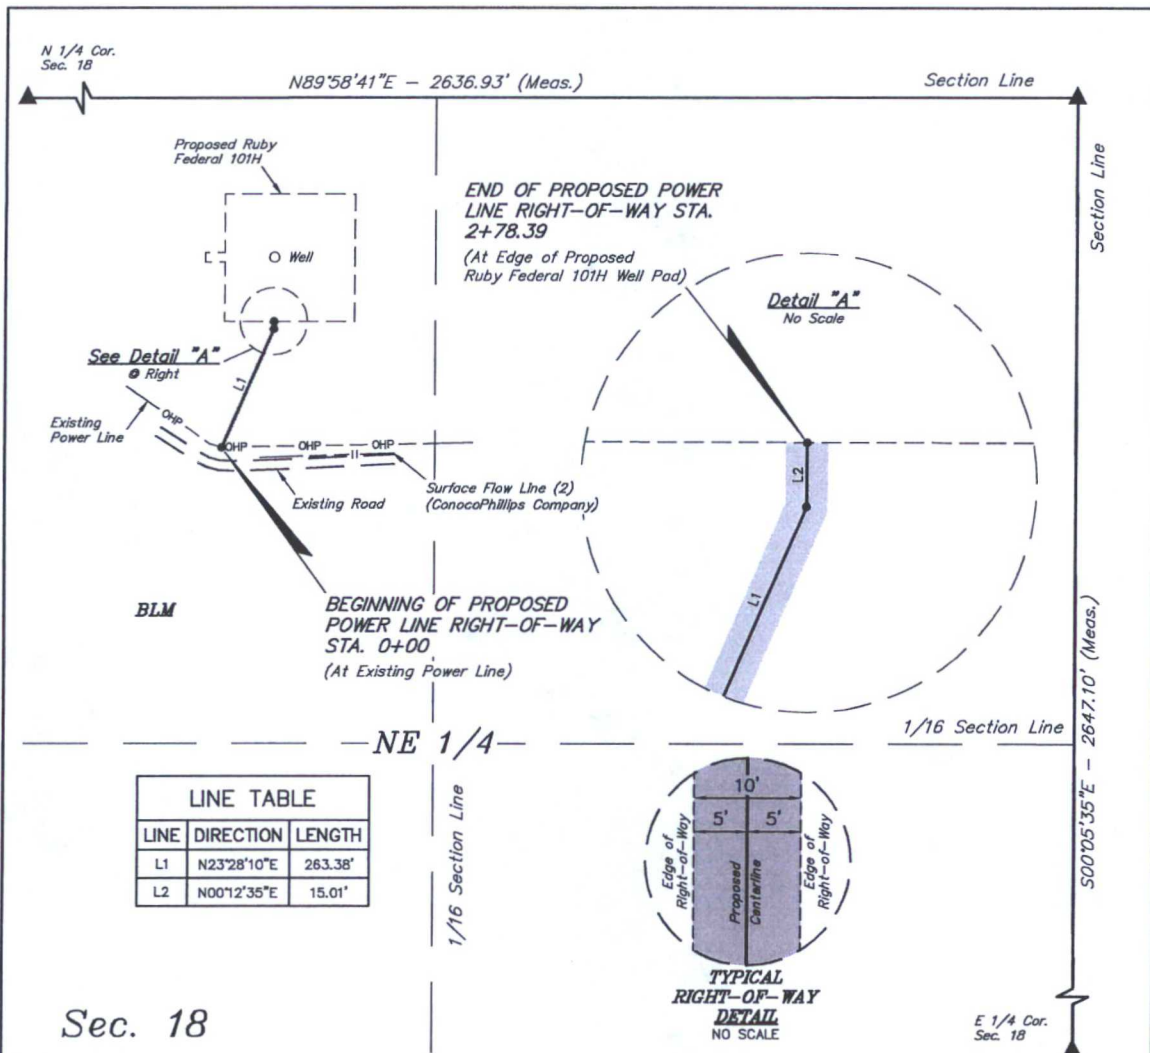 N 1/4 Cor.
Sec. 18
N89°58'41"E – 2636.93' (Meas.)
Section Line
Section Line
Proposed Ruby
Federal 101H
Well
END OF PROPOSED POWER
LINE RIGHT–OF–WAY STA.
2+78.39
(At Edge of Proposed
Ruby Federal 101H Well Pad)
Detail "A"
No Scale
See Detail "A"
@ Right
L1
Existing
Power Line
OHP
OHP
OHP
OHP
Existing Road
Surface Flow Line (2)
(ConocoPhillips Company)
L2
L1
BLM
BEGINNING OF PROPOSED
POWER LINE RIGHT–OF–WAY
STA. 0+00
(At Existing Power Line)
1/16 Section Line
NE 1/4
S00°05'35"E – 2647.10' (Meas.)
LINE TABLE
LINE DIRECTION LENGTH
L1 N23°28'10"E 263.38'
L2 N00°12'35"E 15.01'
1/16 Section Line
10'
5' 5'
Edge of
Right–of–Way
Proposed
Centerline
Edge of
Right–of–Way
TYPICAL
RIGHT–OF–WAY
DETAIL
NO SCALE
Sec. 18
E 1/4 Cor.
Sec. 18